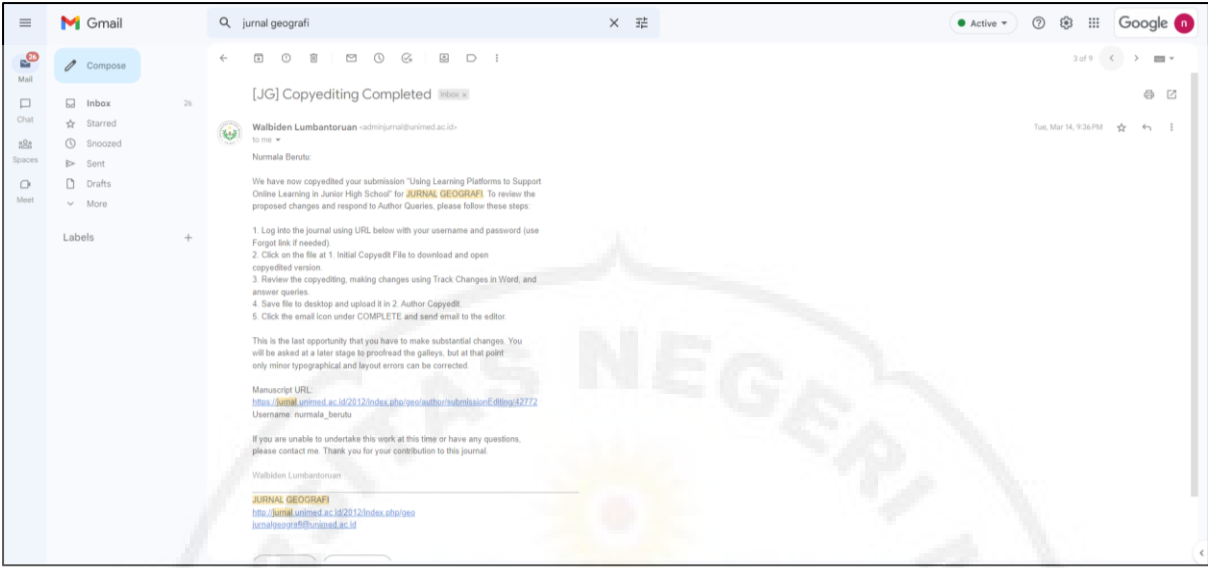 Gmail
jurnal geografi
Active
Google n
26
Mail
Compose
3 of 9
[JG] Copyediting Completed Inbox x
Chat
Inbox 26
Starred
Walbiden Lumbantoruan <adminjurnal@unimed.ac.id>
Tue, Mar 14, 9:36 PM
to me
Spaces
Snoozed
Nurmala Berutu:
Sent
Meet
Drafts
More
Labels
We have now copyedited your submission "Using Learning Platforms to Support
Online Learning in Junior High School" for JURNAL GEOGRAFI. To review the
proposed changes and respond to Author Queries, please follow these steps:
1. Log into the journal using URL below with your username and password (use
Forgot link if needed).
2. Click on the file at 1. Initial Copyedit File to download and open
copyedited version.
3. Review the copyediting, making changes using Track Changes in Word, and
answer queries.
4. Save file to desktop and upload it in 2. Author Copyedit.
5. Click the email icon under COMPLETE and send email to the editor.
This is the last opportunity that you have to make substantial changes. You
will be asked at a later stage to proofread the galleys, but at that point
only minor typographical and layout errors can be corrected.
Manuscript URL:
https://jurnal.unimed.ac.id/2012/index.php/geo/author/submissionEditing/42772
Username: nurmala_berutu
If you are unable to undertake this work at this time or have any questions,
please contact me. Thank you for your contribution to this journal.
Walbiden Lumbantoruan
JURNAL GEOGRAFI
http://jurnal.unimed.ac.id/2012/index.php/geo
jurnalgeografi@unimed.ac.id
SITAS NEGERI